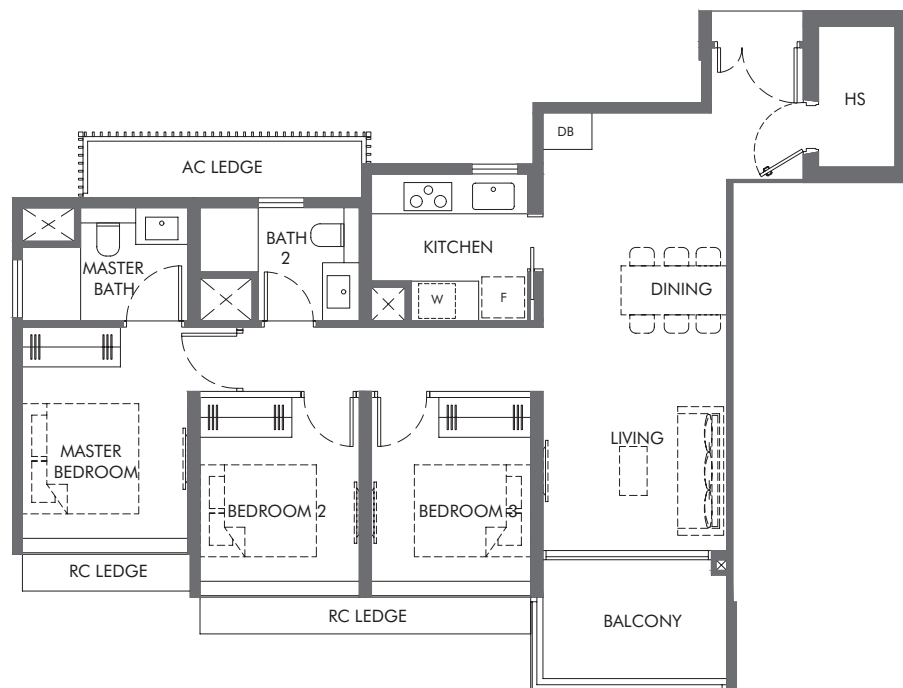 HS
DB
AC LEDGE
BATH
2
KITCHEN
MASTER
BATH
DINING
W
F
LIVING
MASTER
BEDROOM
BEDROOM 2
BEDROOM 3
RC LEDGE
RC LEDGE
BALCONY